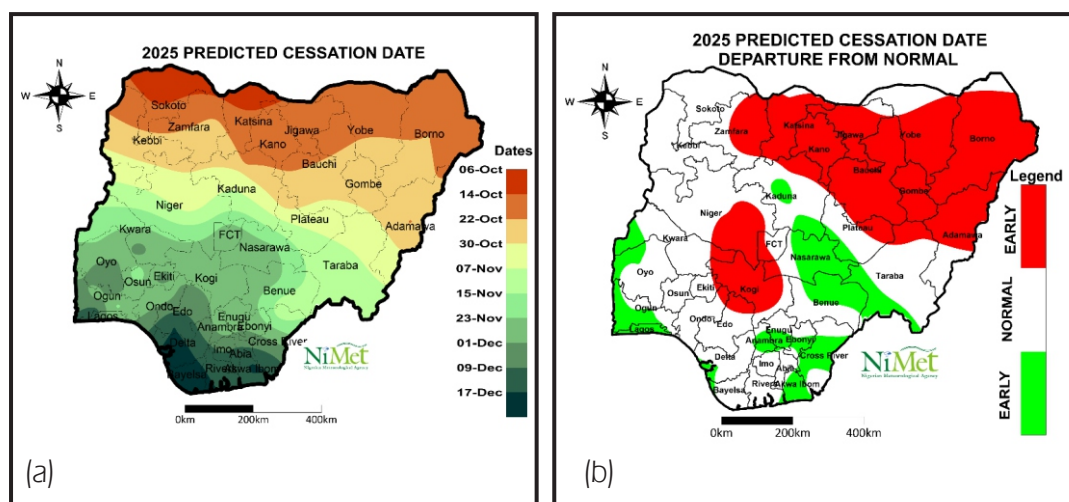 2025 PREDICTED CESSATION DATE
N
W E
S
Sokoto
Zamfara
Katsina
Jigawa
Yobe
Borno
Kebbi
Kano
Bauchi
Gombe
Kaduna
Niger
Plateau
Adamawa
Kwara
FCT
Nasarawa
Taraba
Oyo
Osun
Ekiti
Kogi
Benue
Ogun
Ondo
Edo
Lagos
Enugu
Anambra
Ebonyi
Delta
Imo
Abia
Cross River
Bayelsa
Rivers
Akwa Ibom
NiMet
Nigerian Meteorological Agency
0km 200km 400km
Dates
06-Oct
14-Oct
22-Oct
30-Oct
07-Nov
15-Nov
23-Nov
01-Dec
09-Dec
17-Dec
(a)
2025 PREDICTED CESSATION DATE
DEPARTURE FROM NORMAL
N
W E
S
Sokoto
Zamfara
Katsina
Jigawa
Yobe
Borno
Kebbi
Kano
Bauchi
Gombe
Kaduna
Niger
Plateau
Adamawa
Kwara
FCT
Nasarawa
Taraba
Oyo
Osun
Ekiti
Kogi
Benue
Ogun
Ondo
Edo
Lagos
Enugu
Anambra
Ebonyi
Delta
Imo
Abia
Cross River
Bayelsa
Rivers
Akwa Ibom
NiMet
Nigerian Meteorological Agency
0km 200km 400km
Legend
EARLY
NORMAL
EARLY
(b)